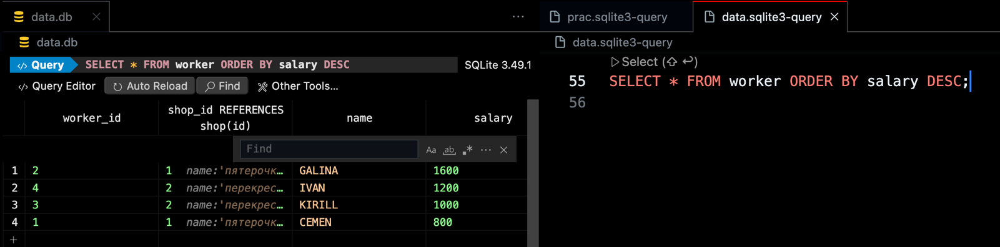 data.db
data.db
Query SELECT * FROM worker ORDER BY salary DESC SQLite 3.49.1
Query Editor Auto Reload Find Other Tools...
worker_id shop_id REFERENCES shop(id) name salary
Find Aa ab .*
1 2 1 name:'пятерочк… GALINA 1600
2 4 2 name:'перекрес… IVAN 1200
3 3 2 name:'перекрес… KIRILL 1000
4 1 1 name:'пятерочк… CEMEN 800
+
prac.sqlite3-query data.sqlite3-query
data.sqlite3-query
Select (⇧ ↩)
55 SELECT * FROM worker ORDER BY salary DESC;
56